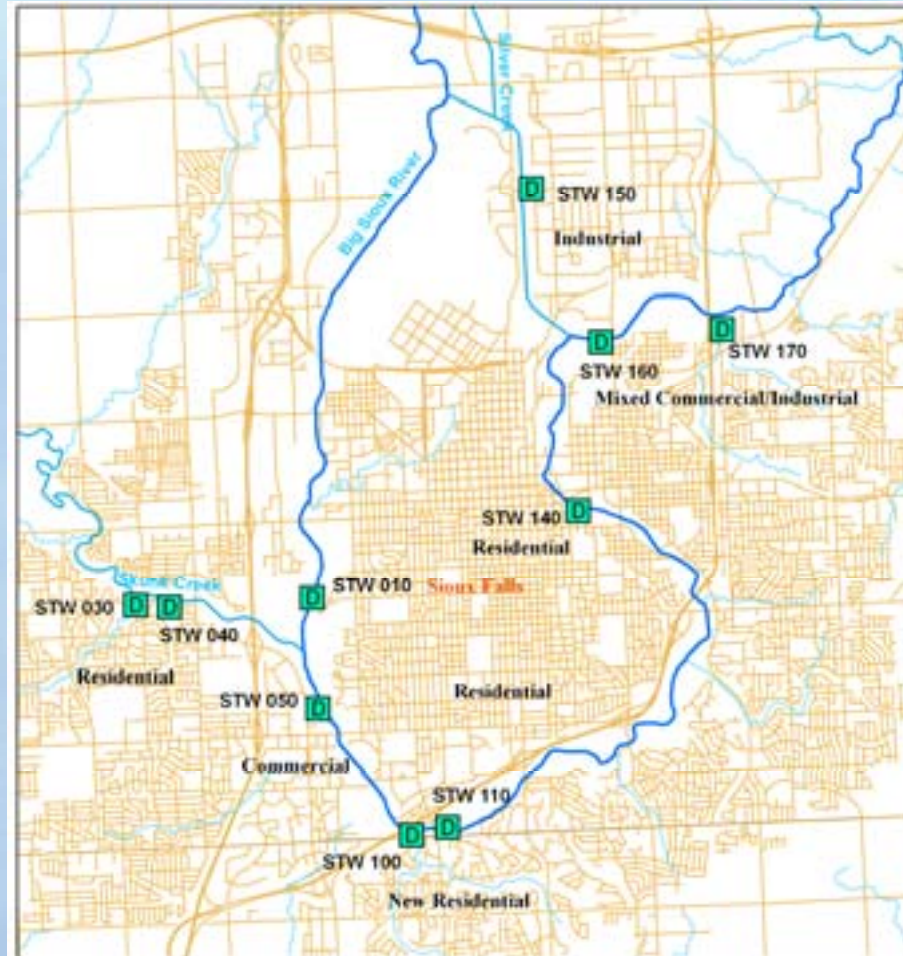 Silver Creek
Big Sioux River
STW 150
Industrial
STW 160
STW 170
Mixed Commercial/Industrial
STW 140
Residential
Skunk Creek
STW 010
Sioux Falls
STW 030
STW 040
Residential
STW 050
Residential
Commercial
STW 110
STW 100
New Residential
D
D
D
D
D
D
D
D
D
D